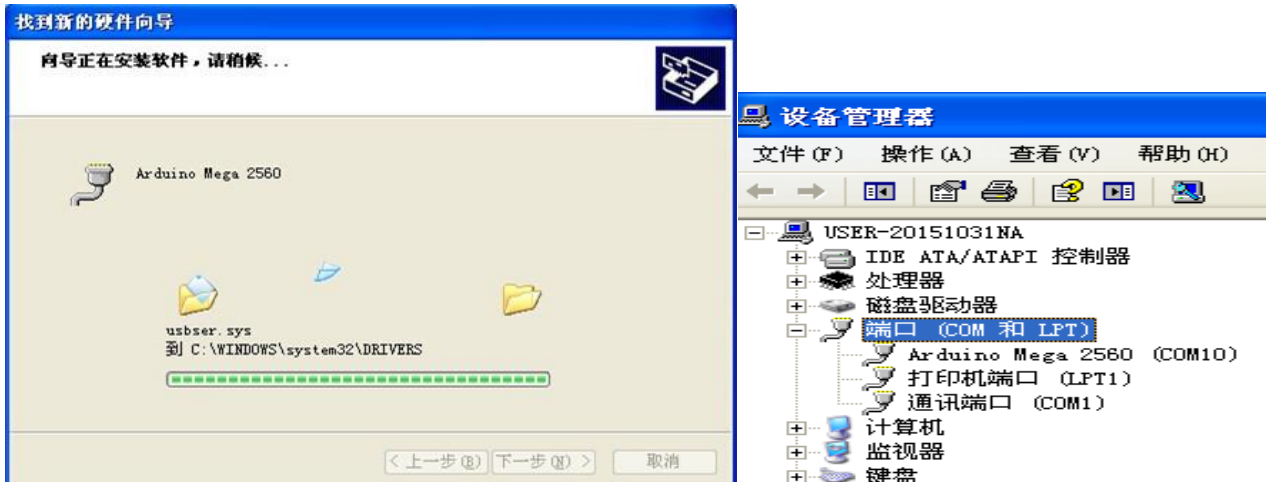 找到新的硬件向导
向导正在安装软件，请稍候...
Arduino Mega 2560
usbser.sys
到 C:\WINDOWS\system32\DRIVERS
< 上一步(B) 下一步(N) > 取消
设备管理器
文件(F) 操作(A) 查看(V) 帮助(H)
USER-20151031NA
IDE ATA/ATAPI 控制器
处理器
磁盘驱动器
端口 (COM 和 LPT)
Arduino Mega 2560 (COM10)
打印机端口 (LPT1)
通讯端口 (COM1)
计算机
监视器
键盘